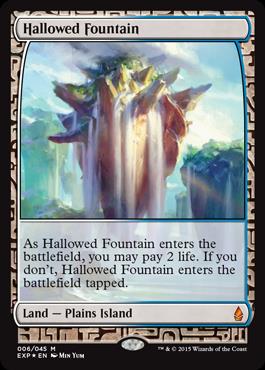 Hallowed Fountain
As Hallowed Fountain enters the
battlefield, you may pay 2 life. If you
don't, Hallowed Fountain enters the
battlefield tapped.
Land — Plains Island
006/045 M
EXP ★ EN MIN YUM
™ & © 2015 Wizards of the Coast